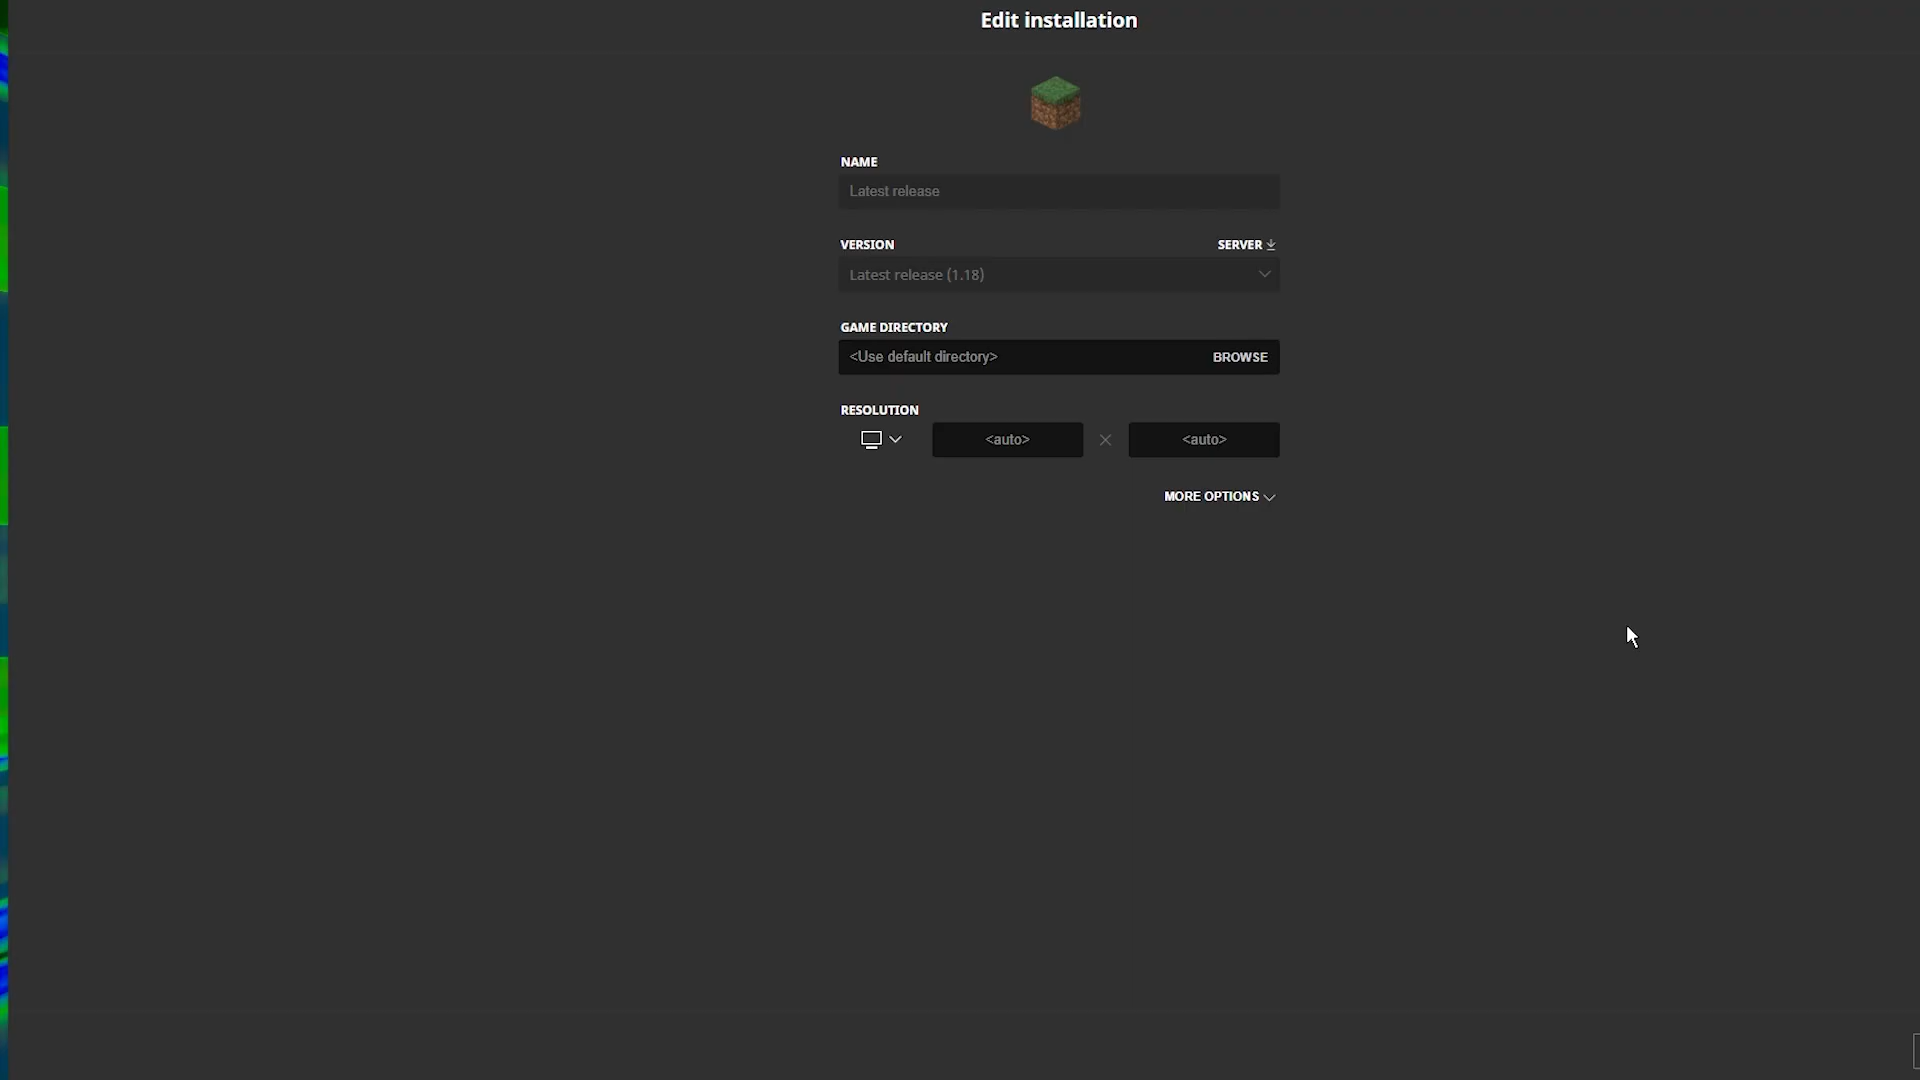 Edit installation
NAME
Latest release
VERSION
SERVER
Latest release (1.18)
GAME DIRECTORY
<Use default directory>
BROWSE
RESOLUTION
<auto>
<auto>
MORE OPTIONS